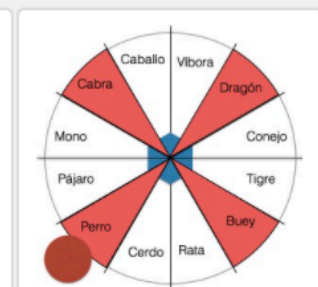 Caballo
Víbora
Cabra
Dragón
Mono
Conejo
Pájaro
Tigre
Perro
Buey
Cerdo
Rata